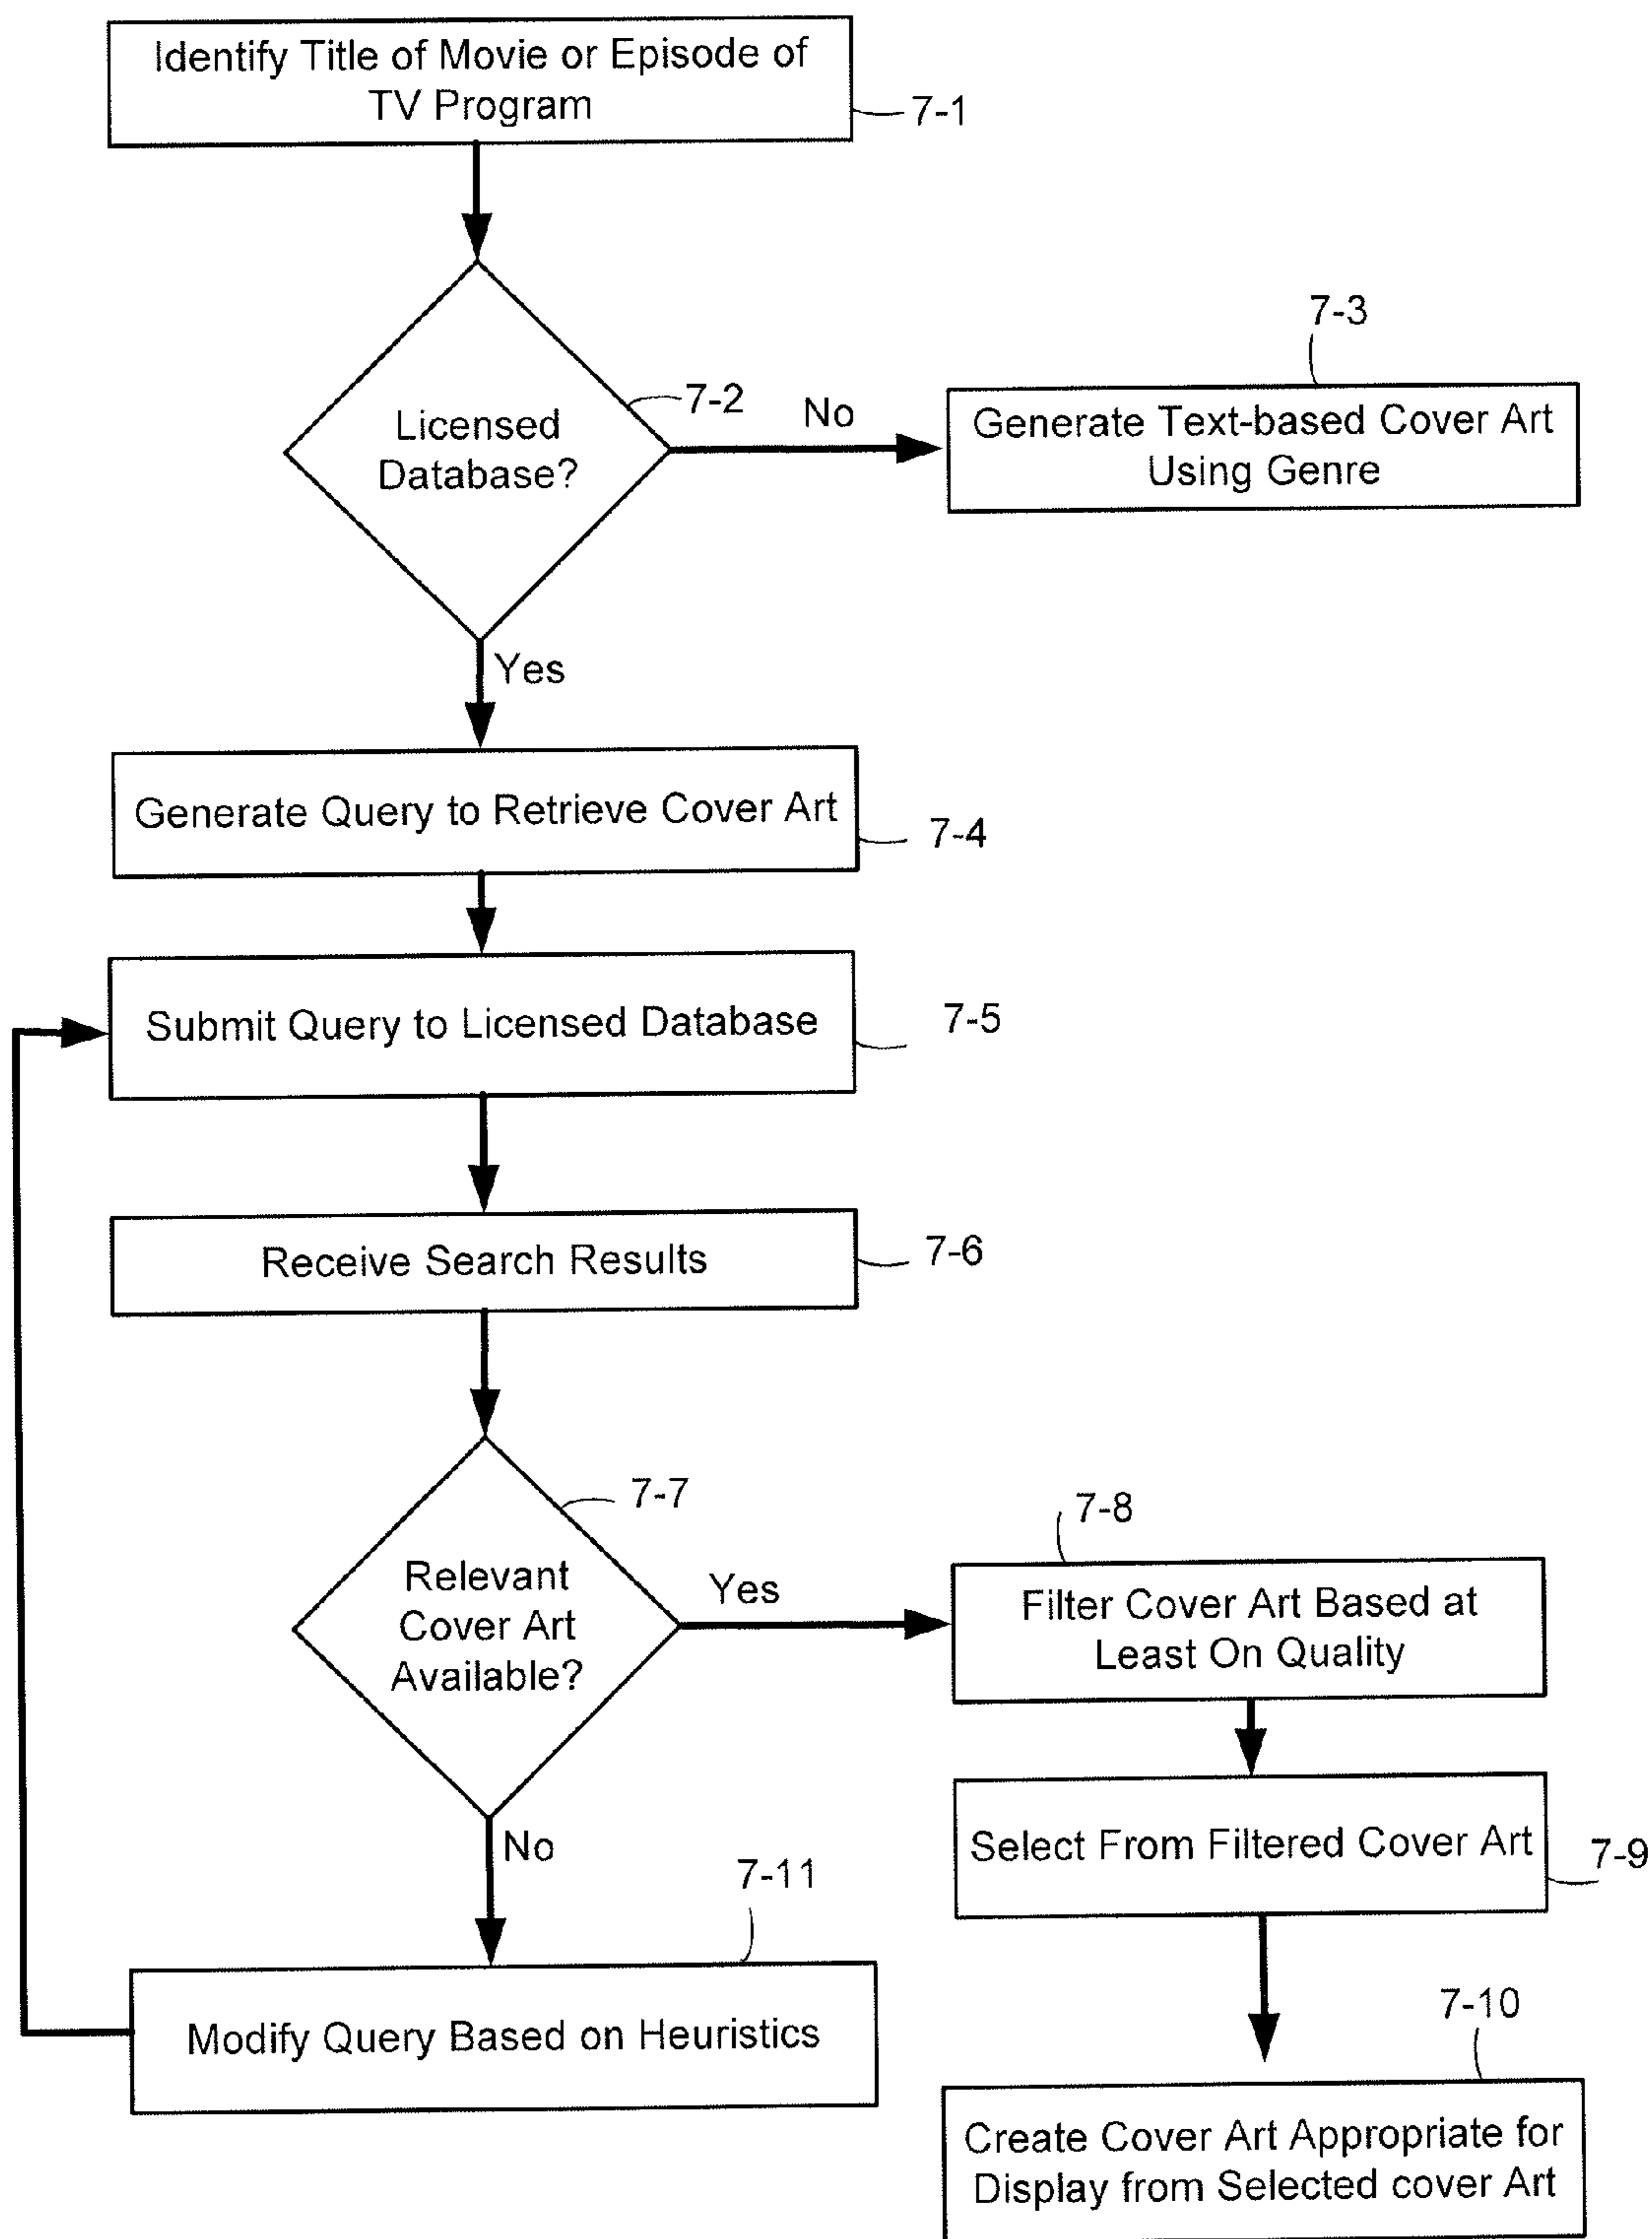 Identify Title of Movie or Episode of
TV Program
7-1
7-2
Licensed
Database?
No
7-3
Generate Text-based Cover Art
Using Genre
Yes
Generate Query to Retrieve Cover Art
7-4
Submit Query to Licensed Database
7-5
Receive Search Results
7-6
7-7
Relevant
Cover Art
Available?
Yes
7-8
Filter Cover Art Based at
Least On Quality
Select From Filtered Cover Art
7-9
No
7-11
Modify Query Based on Heuristics
7-10
Create Cover Art Appropriate for
Display from Selected cover Art